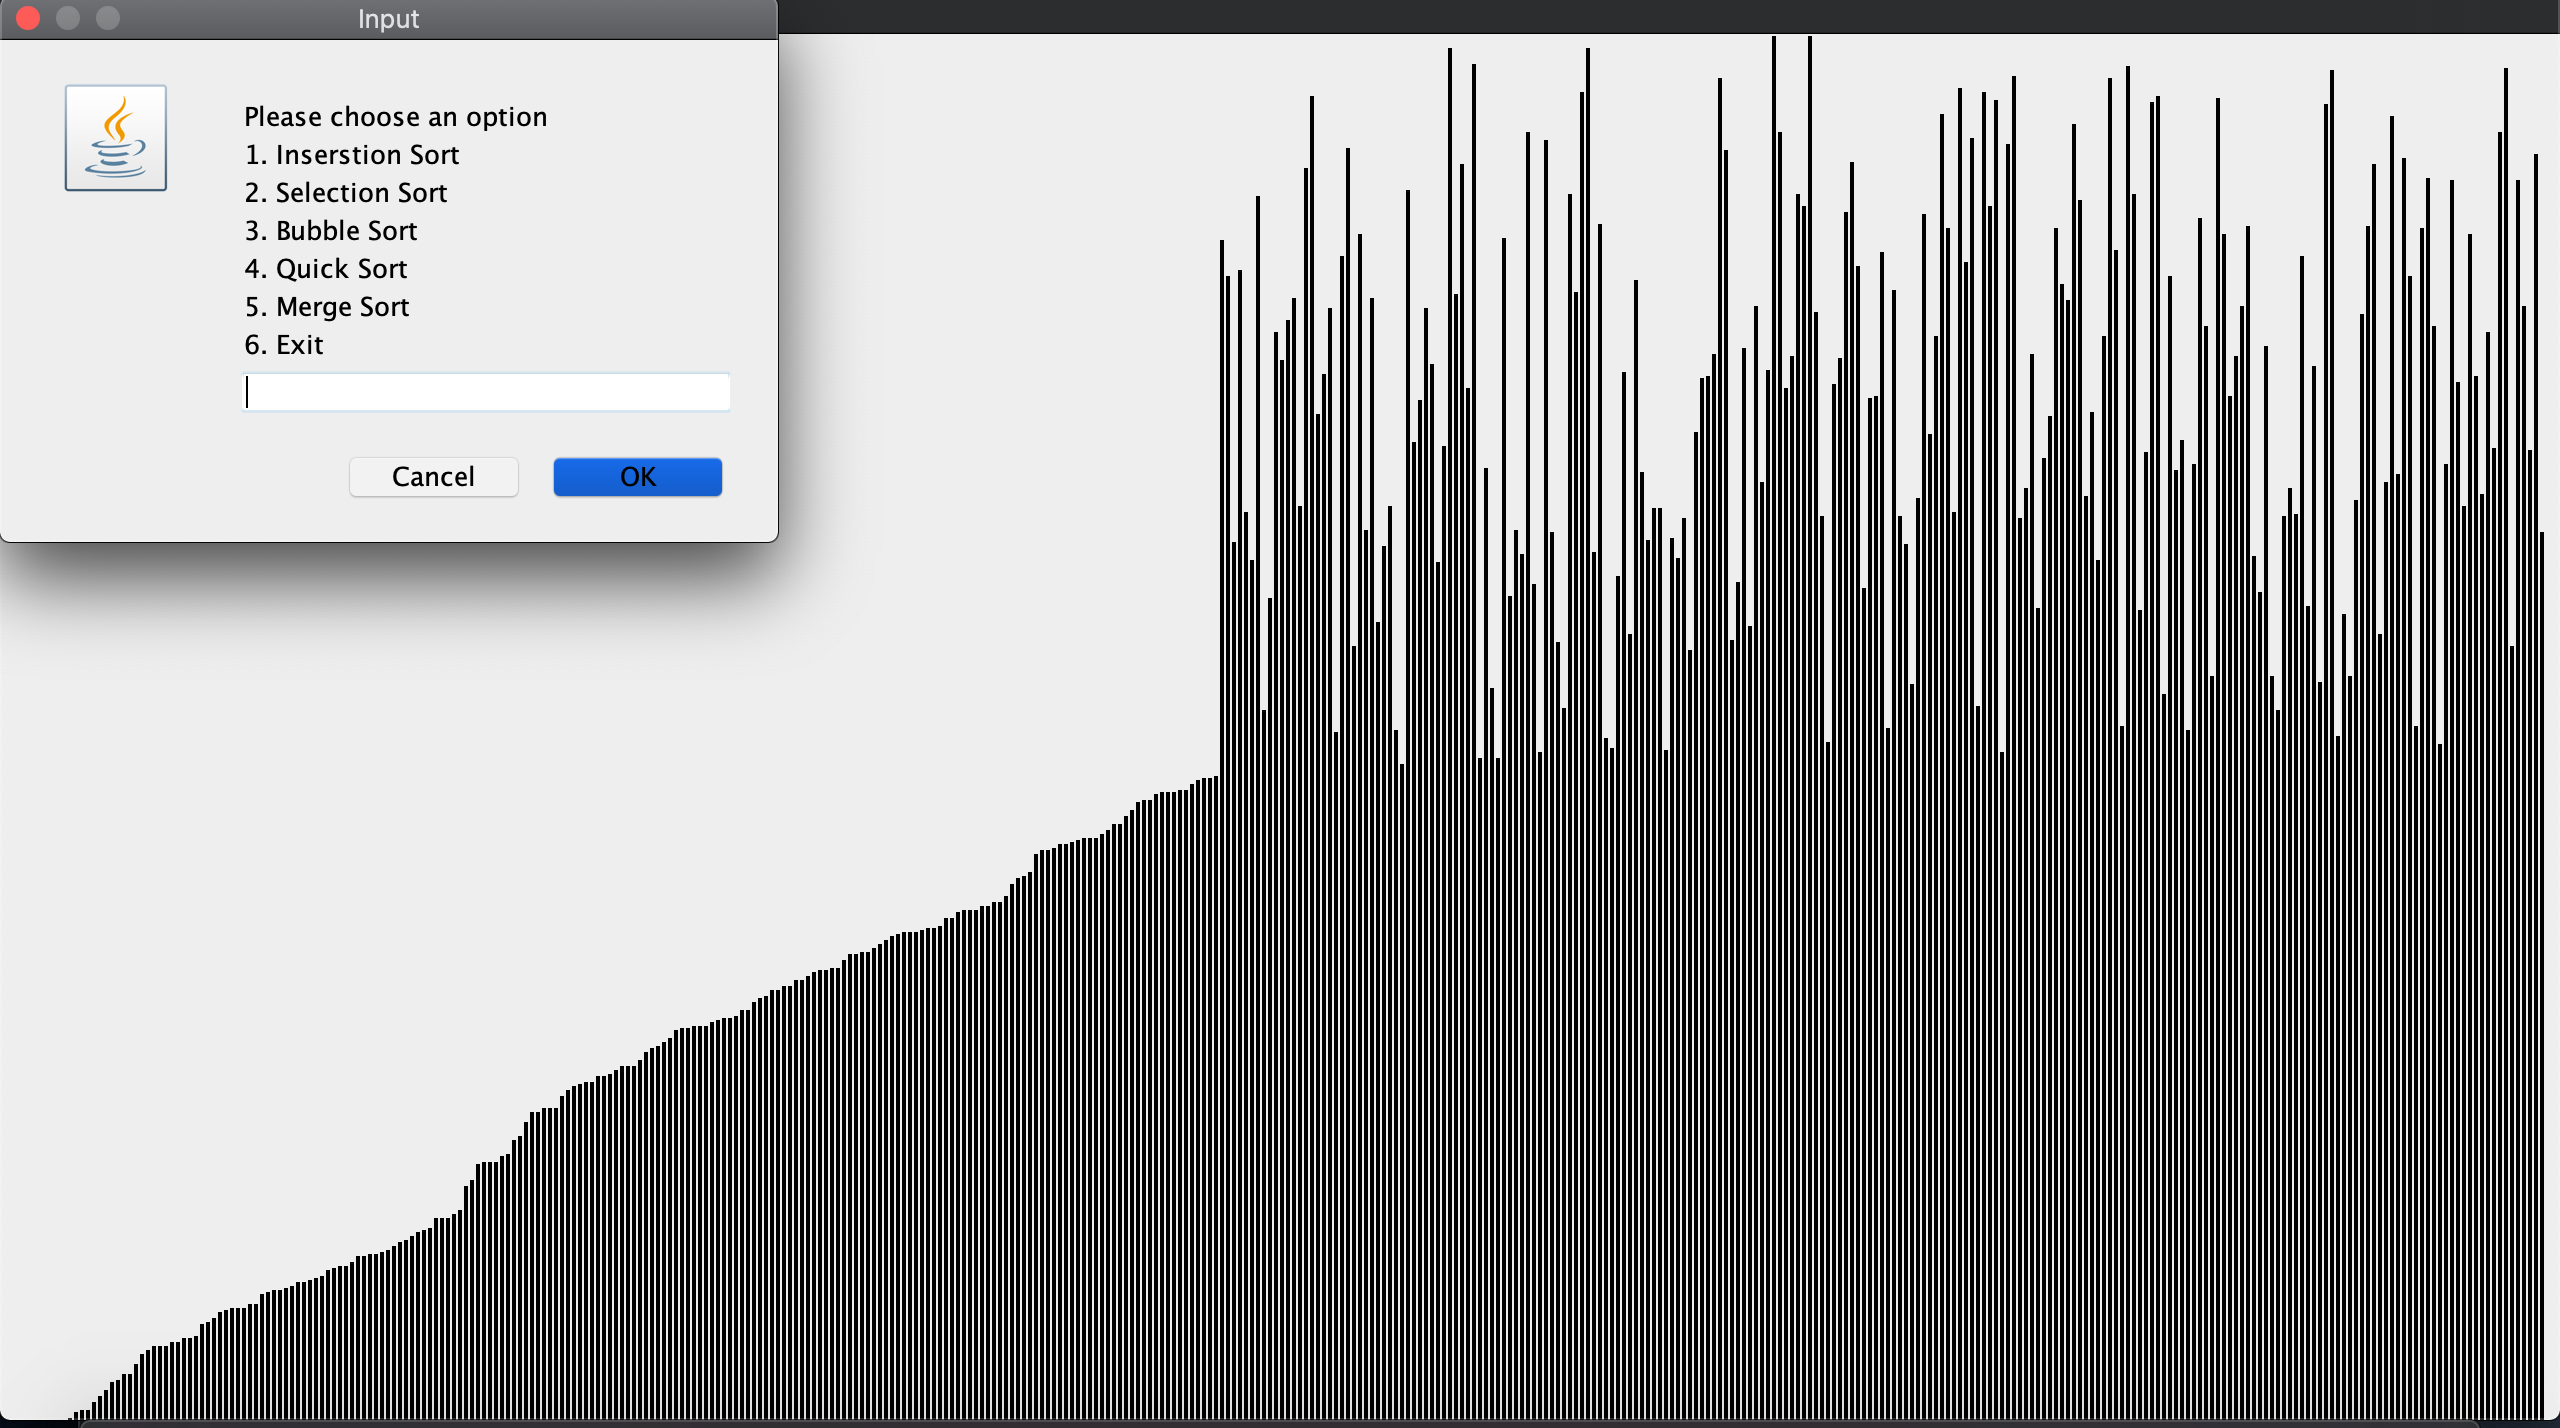 Input
Please choose an option
1. Inserstion Sort
2. Selection Sort
3. Bubble Sort
4. Quick Sort
5. Merge Sort
6. Exit
Cancel
OK